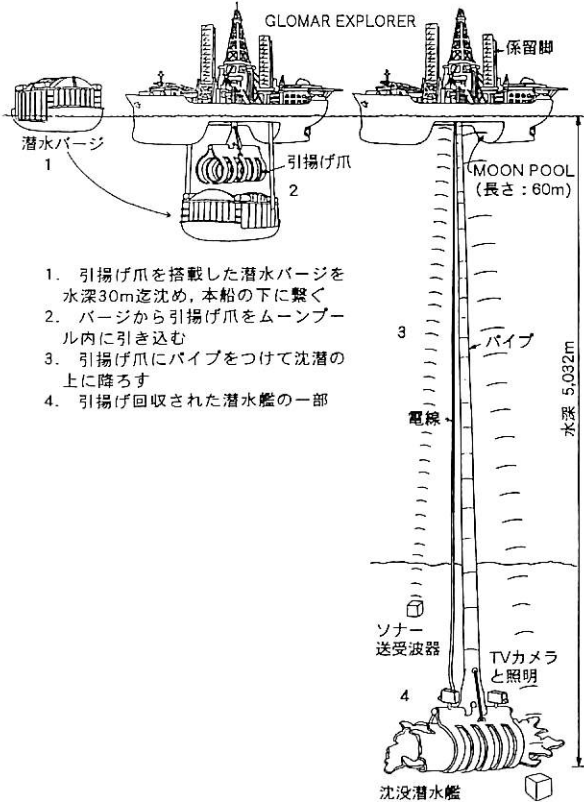 GLOMAR EXPLORER
係留脚
潜水バージ
1
引揚げ爪
2
MOON POOL
(長さ：60m)
1. 引揚げ爪を搭載した潜水バージを
水深30m迄沈め，本船の下に繋ぐ
2. バージから引揚げ爪をムーンプー
ル内に引き込む
3. 引揚げ爪にパイプをつけて沈潜の
上に降ろす
4. 引揚げ回収された潜水艦の一部
3
パイプ
電線
水深 5,032m
ソナー
送受波器
TVカメラ
と照明
4
沈没潜水艦